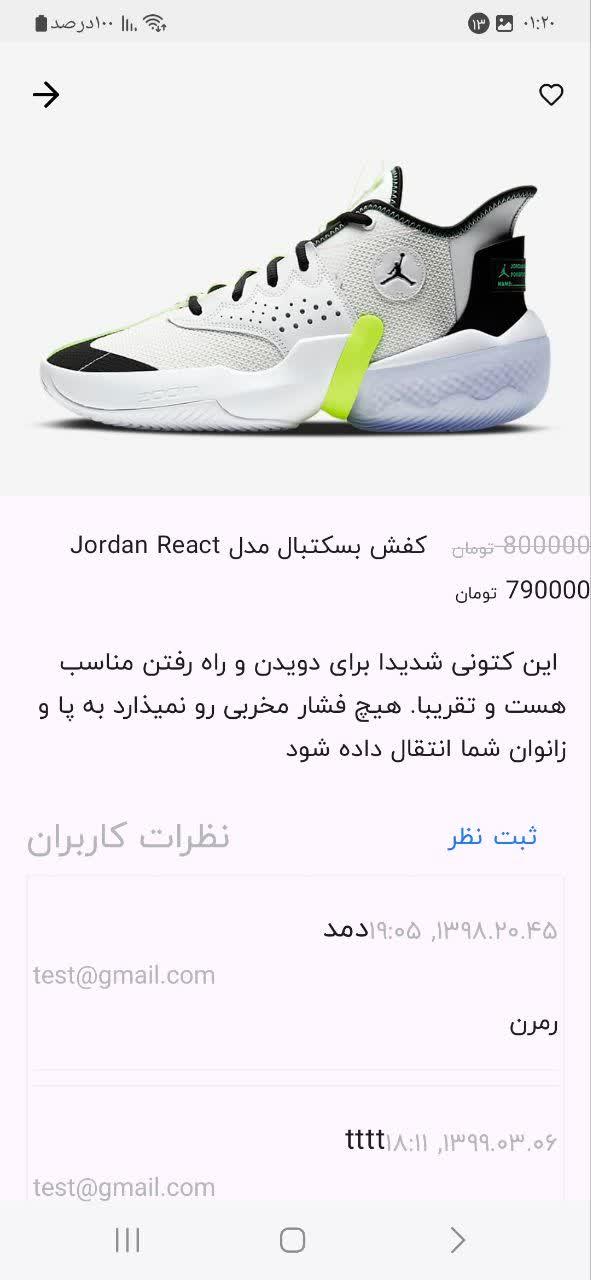 ۰۱:۲۰ ۱۳ ۱۰۰درصد
ZOOM
800000 تومان کفش بسکتبال مدل Jordan React
790000 تومان
این کتونی شدیدا برای دویدن و راه رفتن مناسب
هست و تقریبا. هیچ فشار مخربی رو نمیذارد به پا و
زانوان شما انتقال داده شود
ثبت نظر نظرات کاربران
۱۳۹۸.۲۰.۴۵, ۱۹:۰۵ دمد
test@gmail.com
رمرن
۱۳۹۹.۰۳.۰۶, ۱۸:۱۱ tttt
test@gmail.com